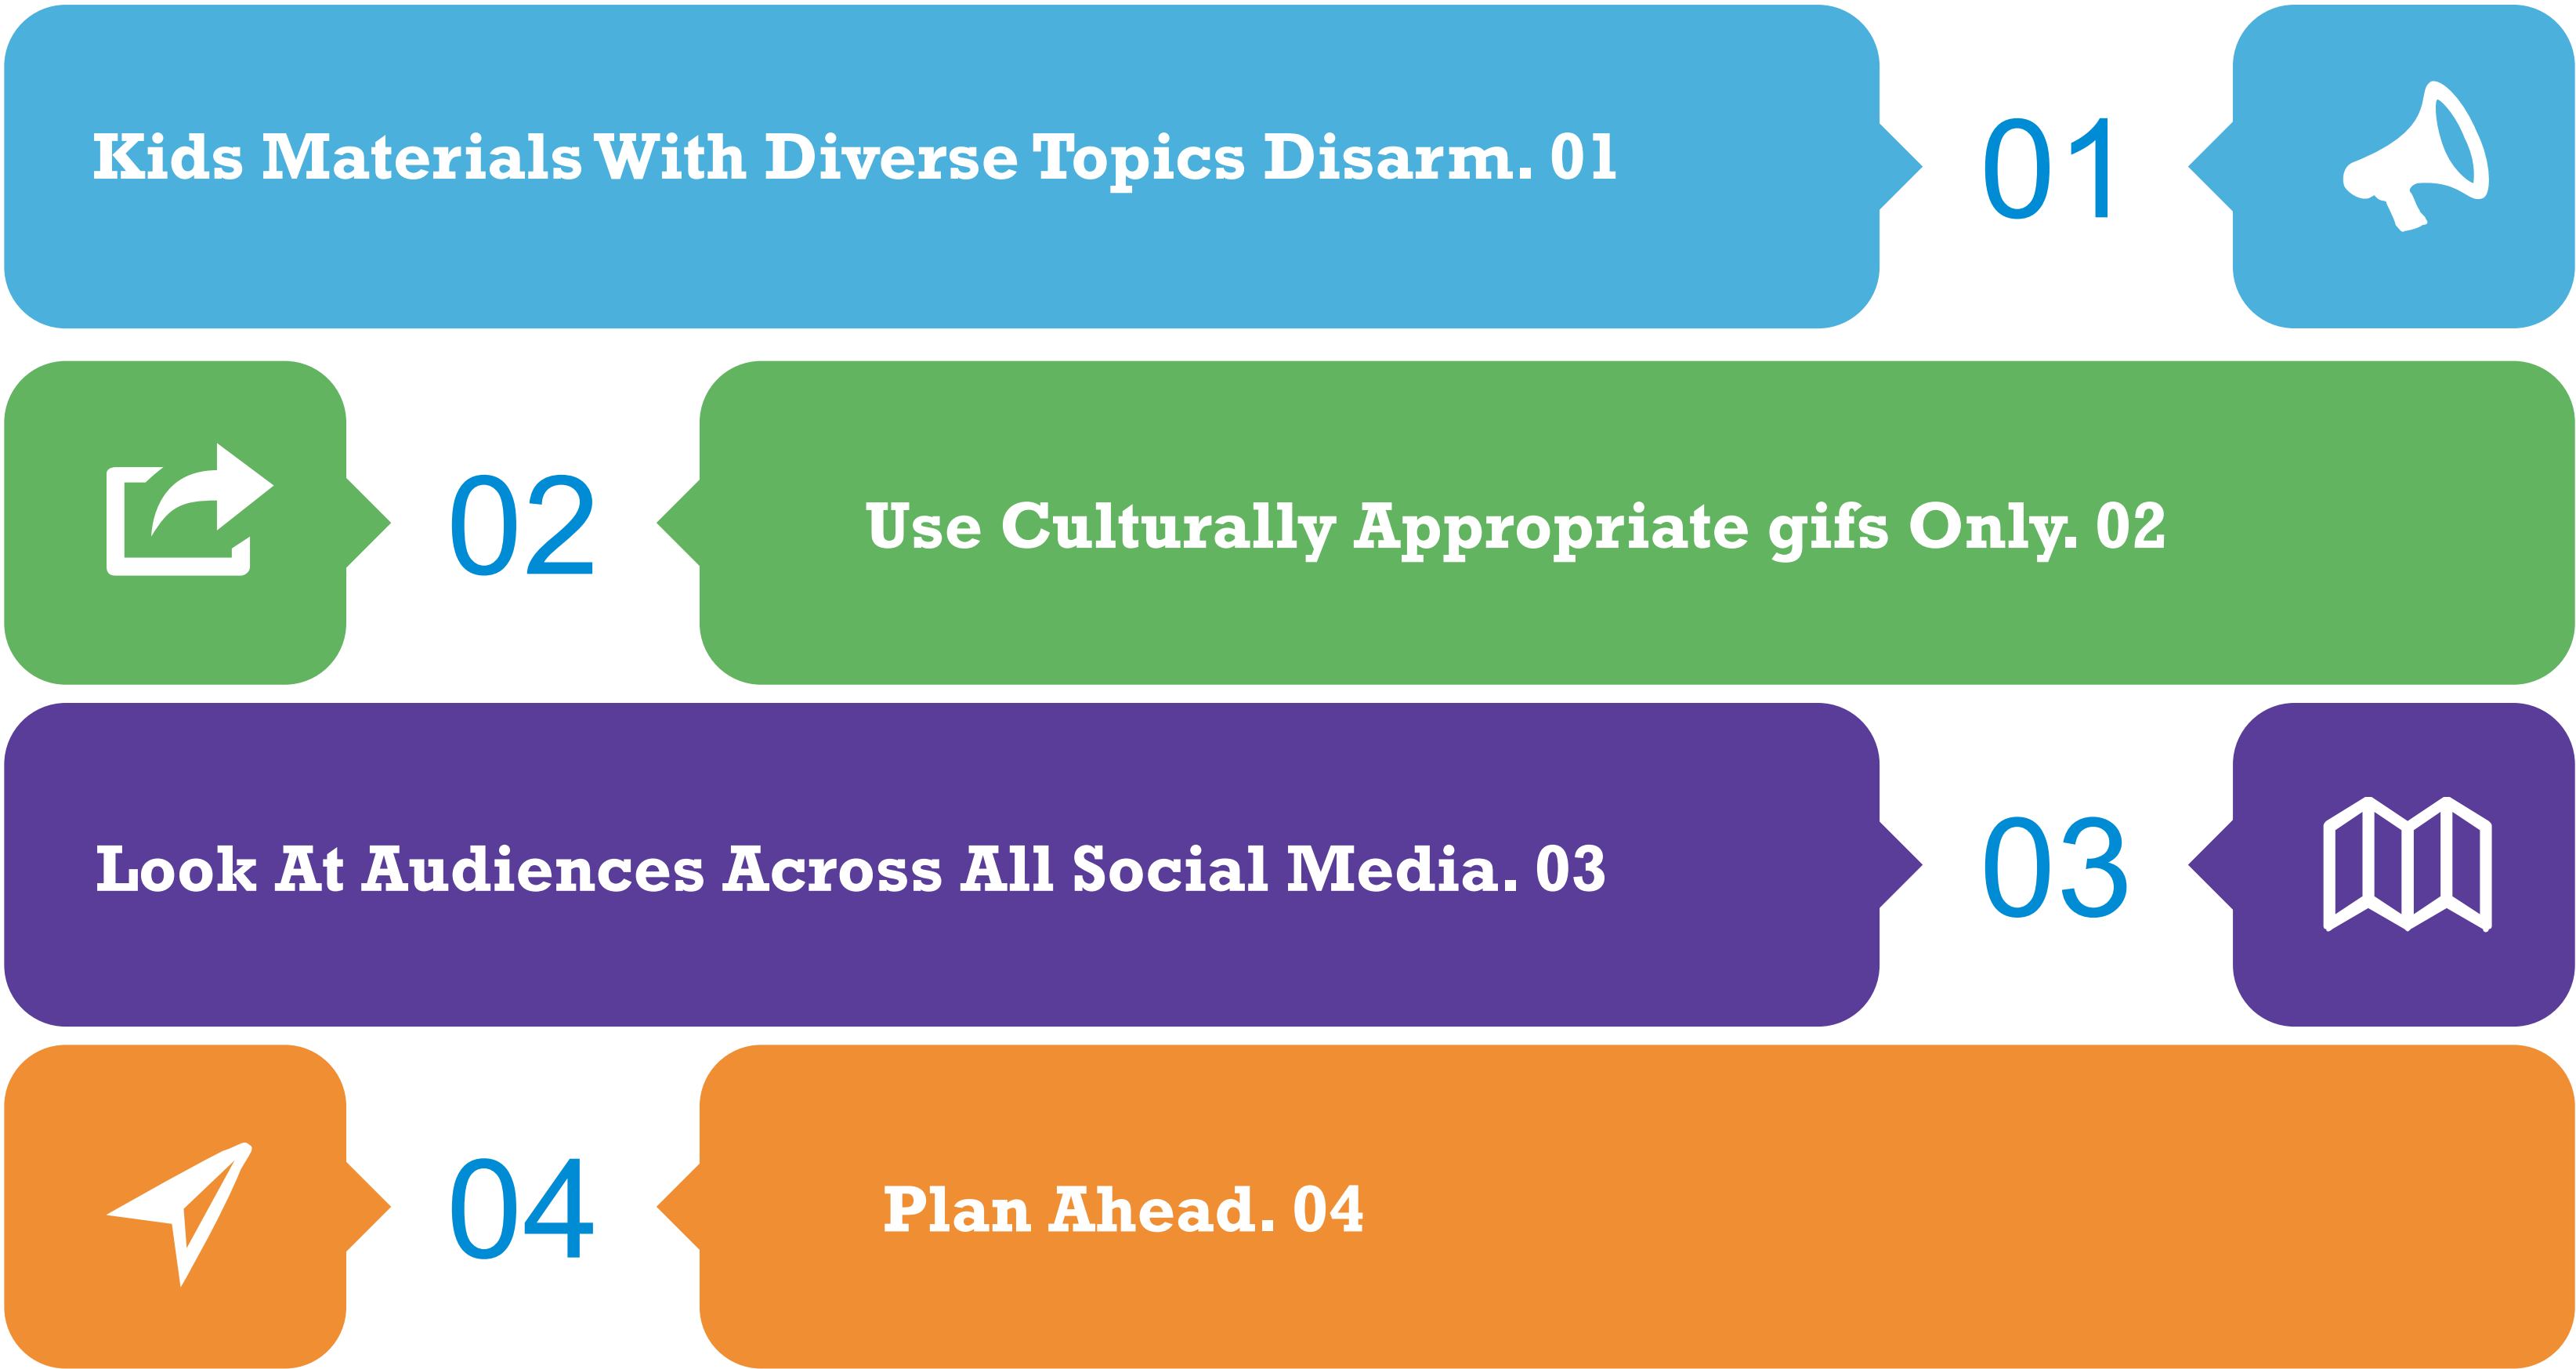 Kids Materials With Diverse Topics Disarm. 01
01
02
Use Culturally Appropriate gifs Only. 02
Look At Audiences Across All Social Media. 03
03
04
Plan Ahead. 04